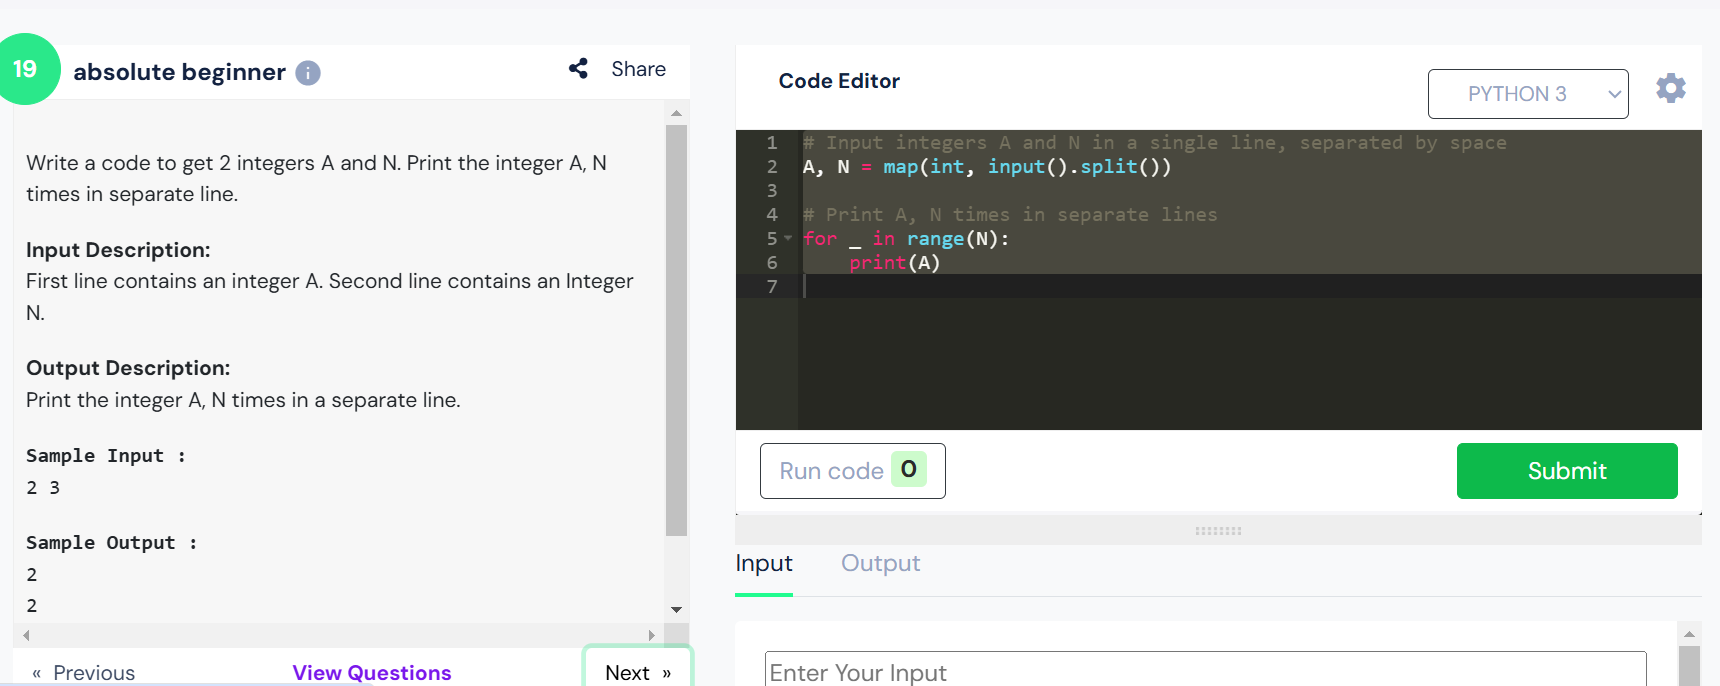 19
absolute beginner i
Share
Write a code to get 2 integers A and N. Print the integer A, N
times in separate line.
Input Description:
First line contains an integer A. Second line contains an Integer
N.
Output Description:
Print the integer A, N times in a separate line.
Sample Input :
2 3
Sample Output :
2
2
« Previous
View Questions
Next »
Code Editor
PYTHON 3
1 # Input integers A and N in a single line, separated by space
2 A, N = map(int, input().split())
3
4 # Print A, N times in separate lines
5 for _ in range(N):
6     print(A)
7
Run code 0
Submit
Input
Output
Enter Your Input